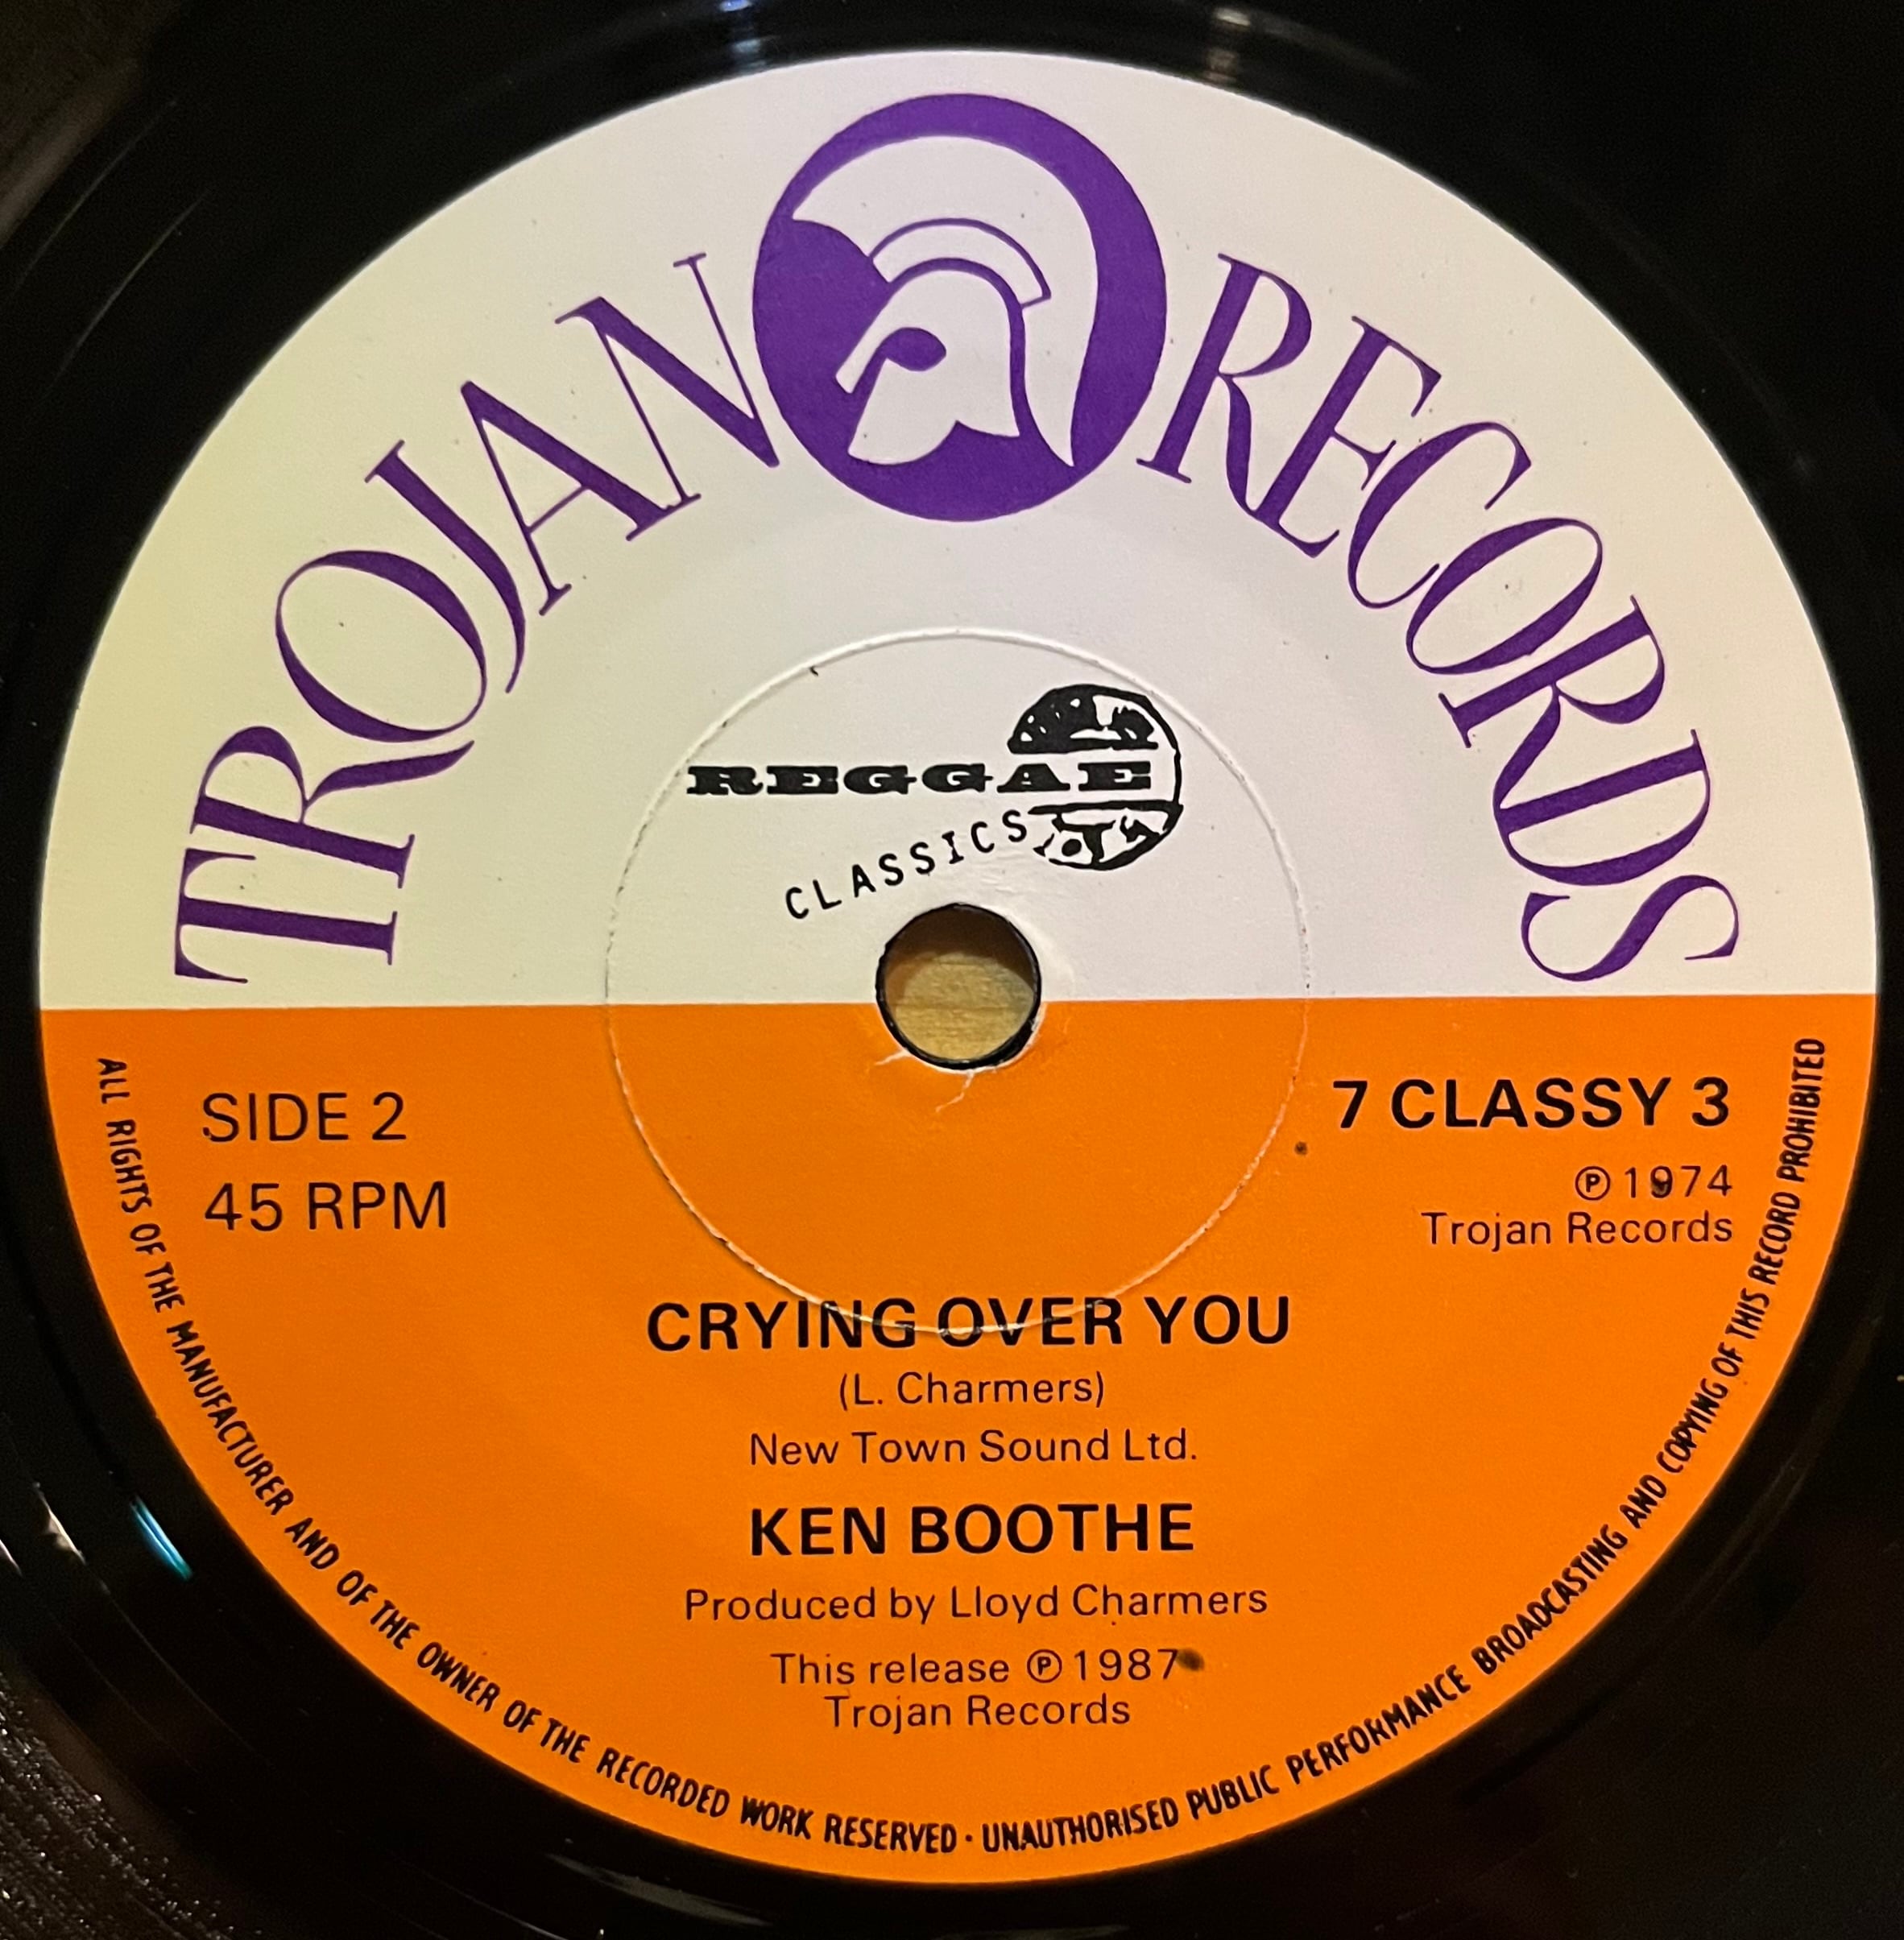 TROJAN RECORDS
REGGAE
CLASSICS
SIDE 2
45 RPM
7 CLASSY 3
℗ 1974
Trojan Records
CRYING OVER YOU
(L. Charmers)
New Town Sound Ltd.
KEN BOOTHE
Produced by Lloyd Charmers
This release ℗ 1987
Trojan Records
ALL RIGHTS OF THE MANUFACTURER AND OF THE OWNER OF THE RECORDED WORK RESERVED · UNAUTHORISED PUBLIC PERFORMANCE BROADCASTING AND COPYING OF THIS RECORD PROHIBITED